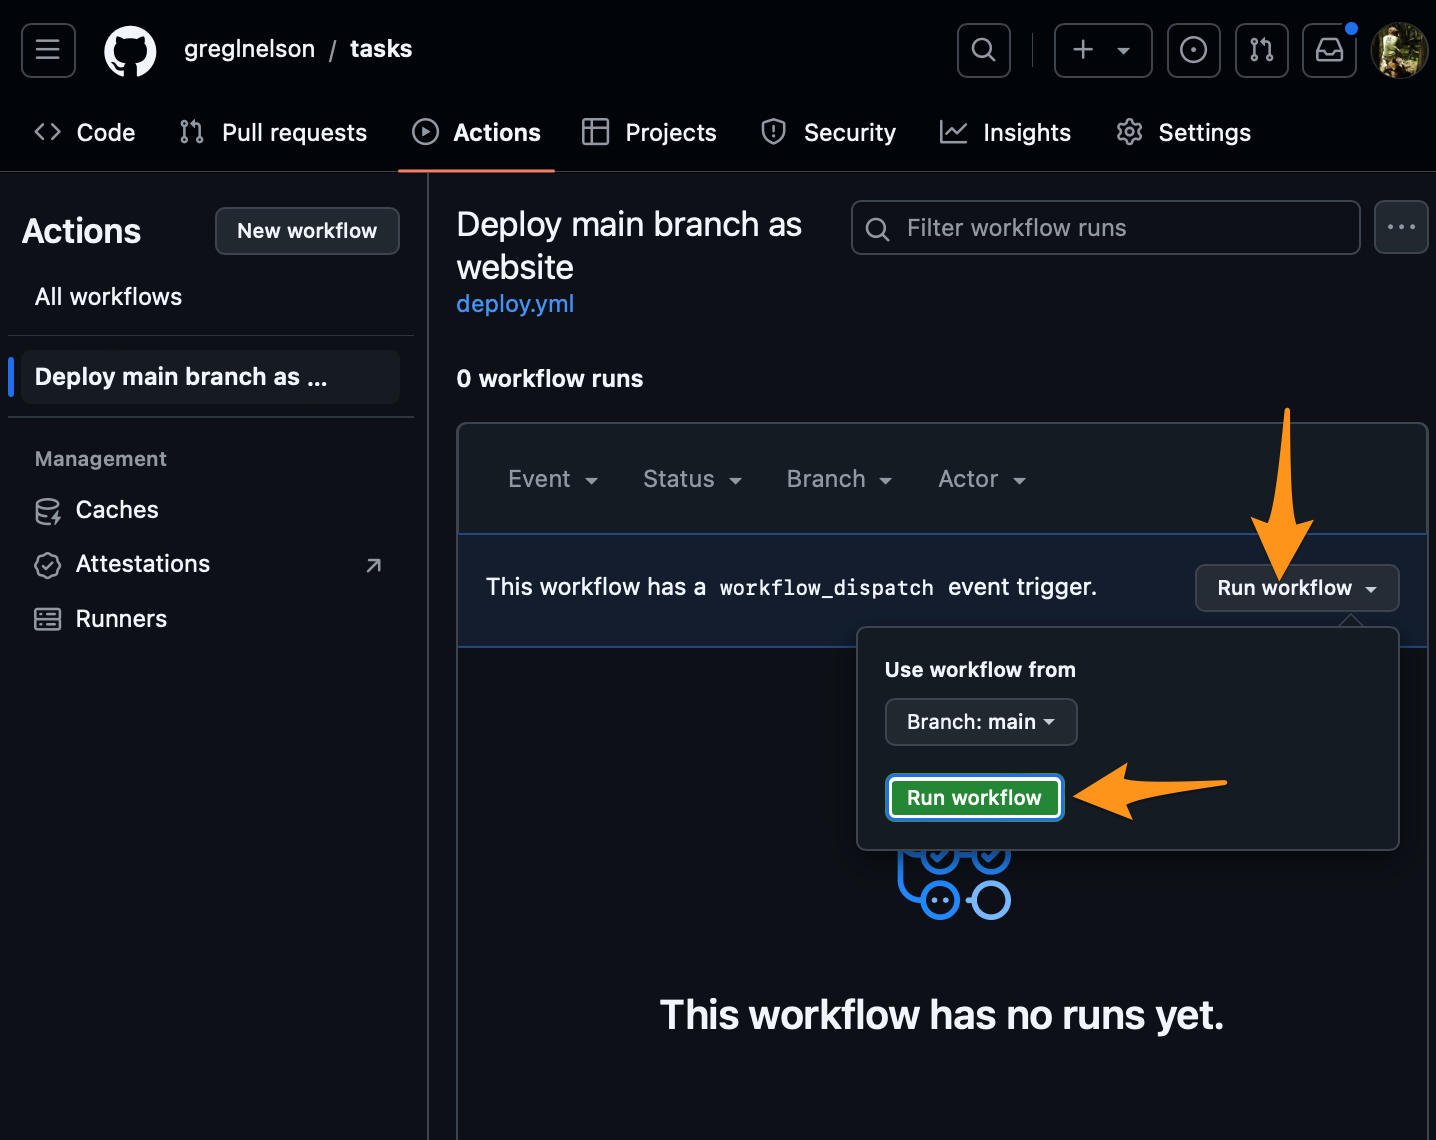 greglnelson / tasks
Code
Pull requests
Actions
Projects
Security
Insights
Settings
Actions
New workflow
All workflows
Deploy main branch as ...
Management
Caches
Attestations
Runners
Deploy main branch as
website
deploy.yml
Filter workflow runs
0 workflow runs
Event
Status
Branch
Actor
This workflow has a workflow_dispatch event trigger.
Run workflow
Use workflow from
Branch: main
Run workflow
This workflow has no runs yet.